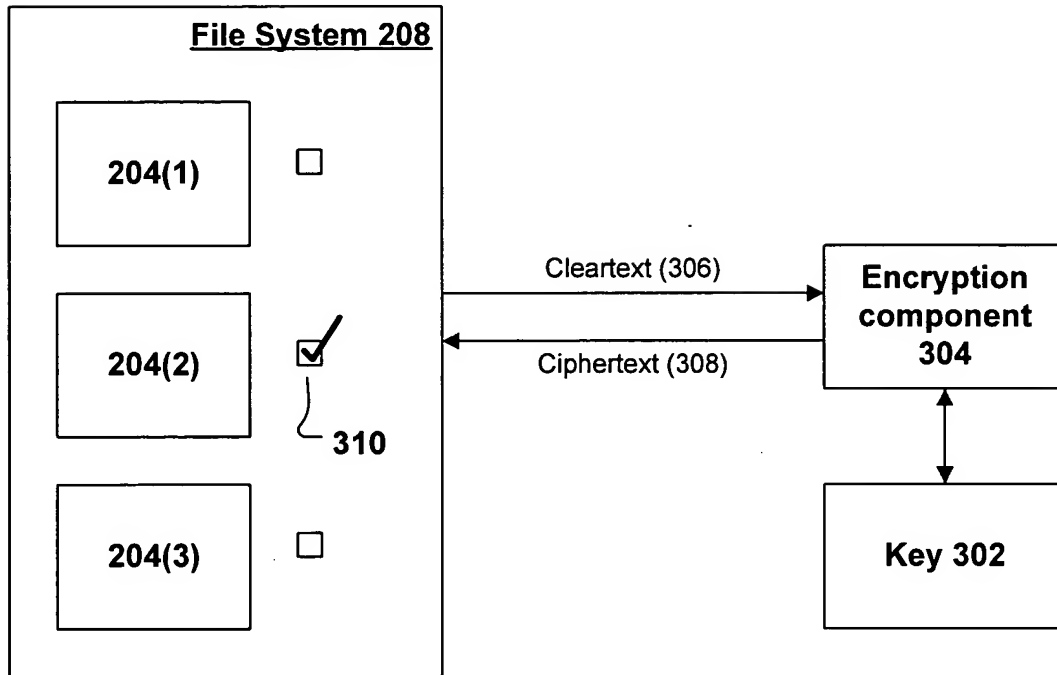 File System 208
204(1)
204(2)
310
204(3)
Cleartext (306)
Ciphertext (308)
Encryption
component
304
Key 302